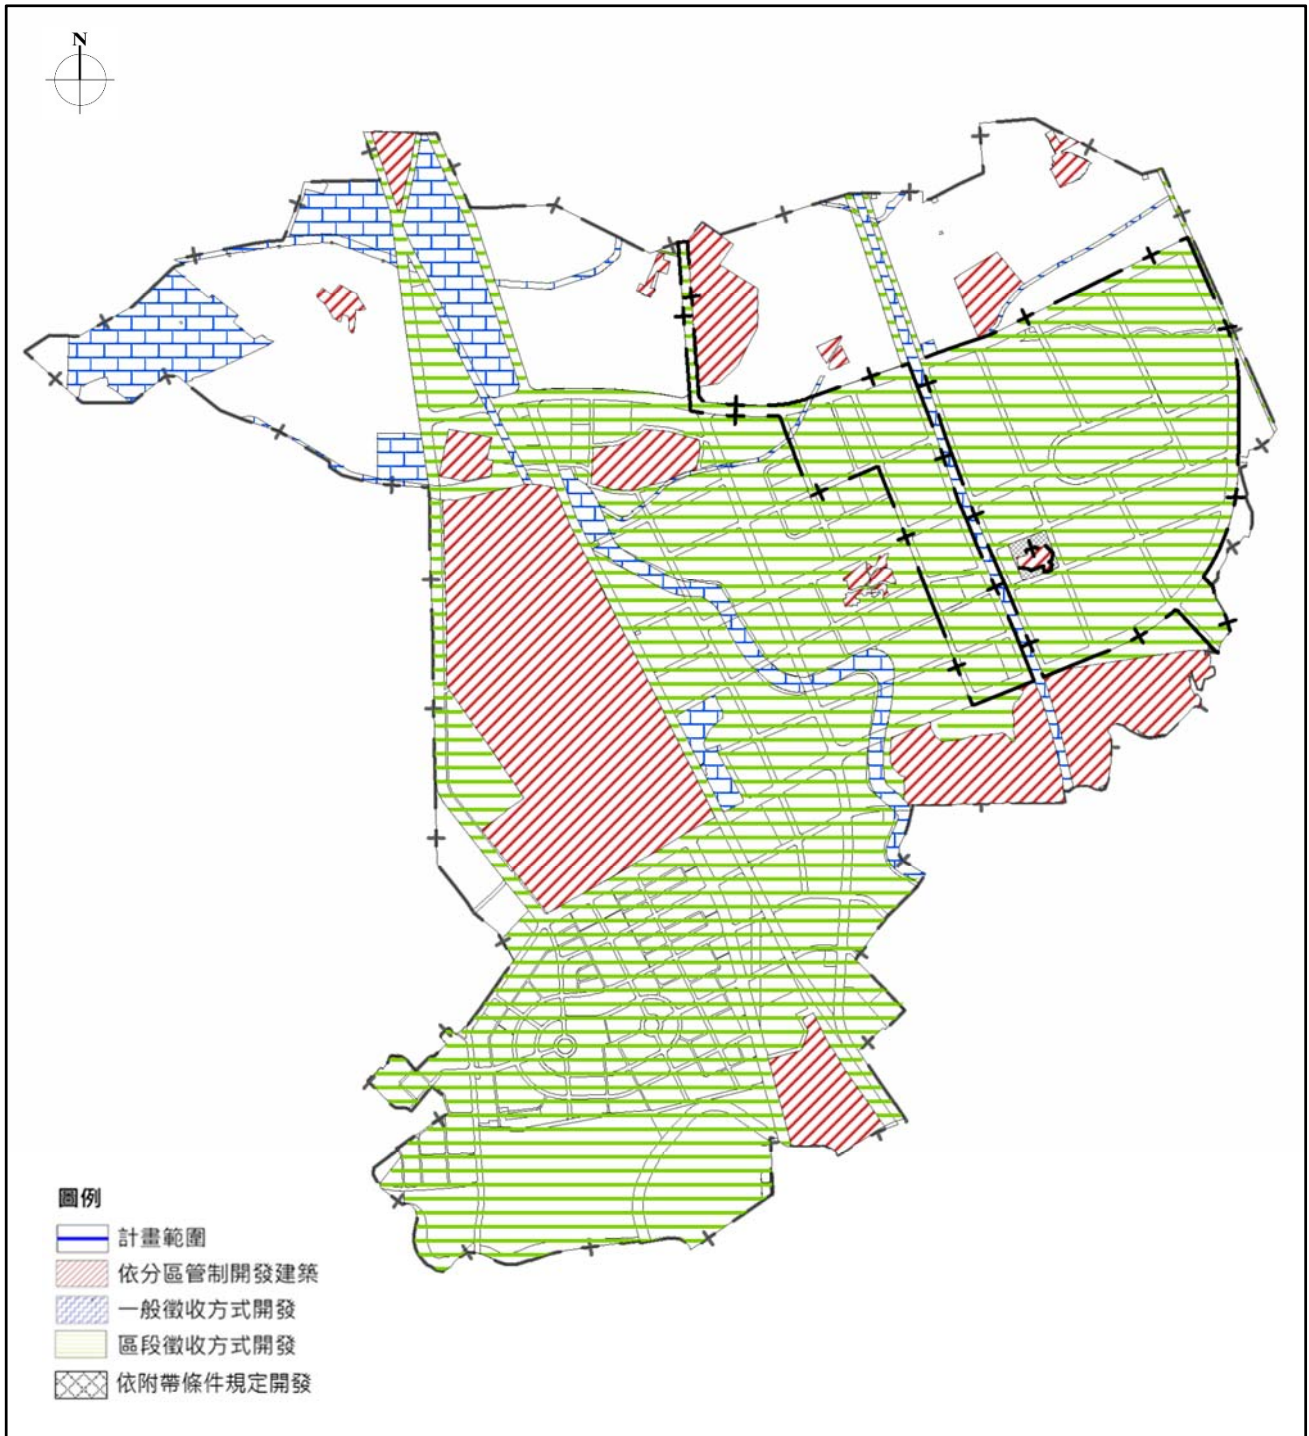 N
圖例
計畫範圍
依分區管制開發建築
一般徵收方式開發
區段徵收方式開發
依附帶條件規定開發